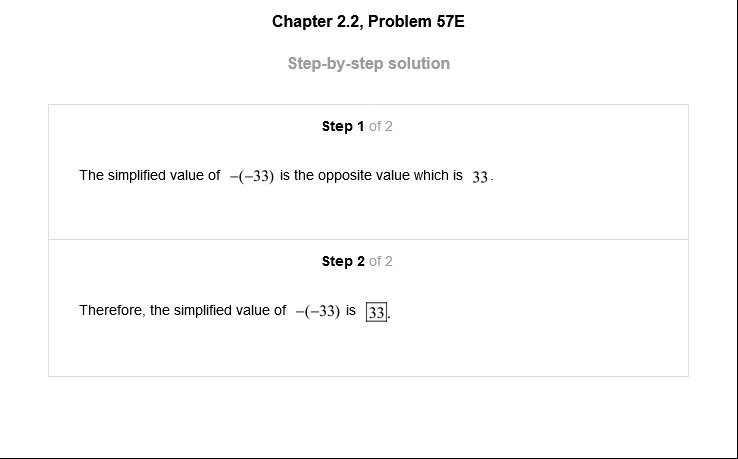 Chapter 2.2, Problem 57E
Step-by-step solution
Step 1 of 2
The simplified value of −(−33) is the opposite value which is 33.
Step 2 of 2
Therefore, the simplified value of −(−33) is 33.